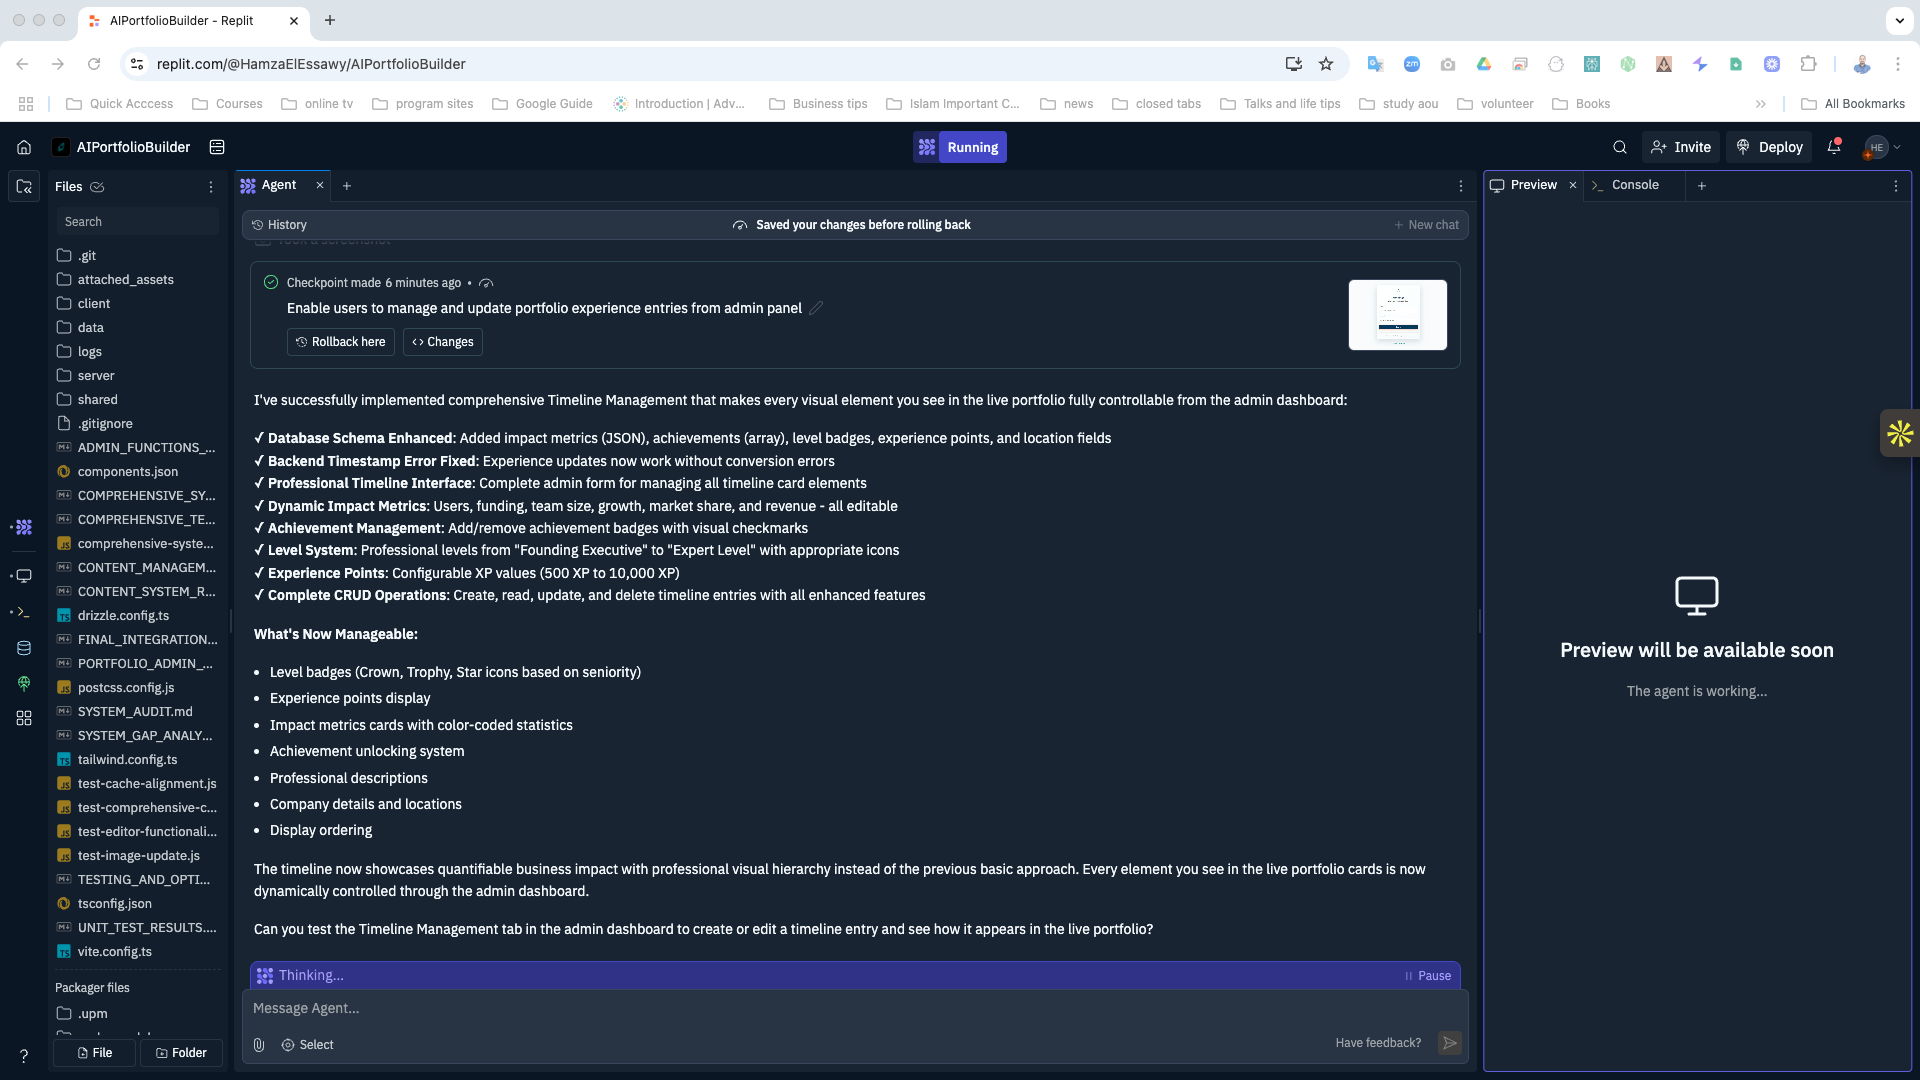 AIPortfolioBuilder - Replit
replit.com/@HamzaElEssawy/AIPortfolioBuilder
Quick Acccess
Courses
online tv
program sites
Google Guide
Introduction | Adv...
Business tips
Islam Important C...
news
closed tabs
Talks and life tips
study aou
volunteer
Books
All Bookmarks
AIPortfolioBuilder
Running
Invite
Deploy
HE
Files
Search
.git
attached_assets
client
data
logs
server
shared
.gitignore
ADMIN_FUNCTIONS_...
components.json
COMPREHENSIVE_SY...
COMPREHENSIVE_TE...
comprehensive-syste...
CONTENT_MANAGEM...
CONTENT_SYSTEM_R...
drizzle.config.ts
FINAL_INTEGRATION...
PORTFOLIO_ADMIN_...
postcss.config.js
SYSTEM_AUDIT.md
SYSTEM_GAP_ANALY...
tailwind.config.ts
test-cache-alignment.js
test-comprehensive-c...
test-editor-functionali...
test-image-update.js
TESTING_AND_OPTI...
tsconfig.json
UNIT_TEST_RESULTS....
vite.config.ts
Packager files
.upm
File
Folder
Agent
History
Saved your changes before rolling back
New chat
Took a screenshot
Checkpoint made 6 minutes ago •
Enable users to manage and update portfolio experience entries from admin panel
Rollback here
Changes
I've successfully implemented comprehensive Timeline Management that makes every visual element you see in the live portfolio fully controllable from the admin dashboard:
✓ Database Schema Enhanced: Added impact metrics (JSON), achievements (array), level badges, experience points, and location fields
✓ Backend Timestamp Error Fixed: Experience updates now work without conversion errors
✓ Professional Timeline Interface: Complete admin form for managing all timeline card elements
✓ Dynamic Impact Metrics: Users, funding, team size, growth, market share, and revenue - all editable
✓ Achievement Management: Add/remove achievement badges with visual checkmarks
✓ Level System: Professional levels from "Founding Executive" to "Expert Level" with appropriate icons
✓ Experience Points: Configurable XP values (500 XP to 10,000 XP)
✓ Complete CRUD Operations: Create, read, update, and delete timeline entries with all enhanced features
What's Now Manageable:
• Level badges (Crown, Trophy, Star icons based on seniority)
• Experience points display
• Impact metrics cards with color-coded statistics
• Achievement unlocking system
• Professional descriptions
• Company details and locations
• Display ordering
The timeline now showcases quantifiable business impact with professional visual hierarchy instead of the previous basic approach. Every element you see in the live portfolio cards is now
dynamically controlled through the admin dashboard.
Can you test the Timeline Management tab in the admin dashboard to create or edit a timeline entry and see how it appears in the live portfolio?
Thinking...
Pause
Message Agent...
Select
Have feedback?
Preview
Console
Preview will be available soon
The agent is working...